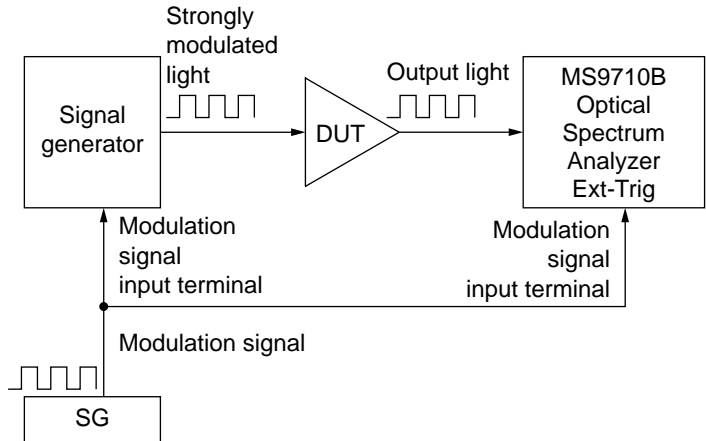 Strongly
modulated
light
Signal
generator
DUT
Output light
MS9710B
Optical
Spectrum
Analyzer
Ext-Trig
Modulation
signal
input terminal
Modulation
signal
input terminal
Modulation signal
SG